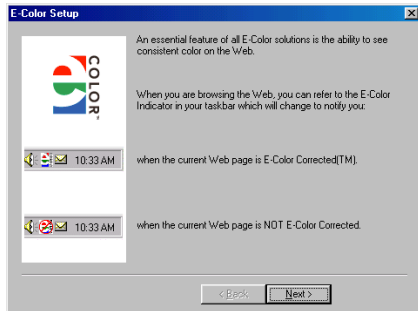 E-Color Setup
An essential feature of all E-Color solutions is the ability to see
consistent color on the Web.
COLOR
When you are browsing the Web, you can refer to the E-Color
Indicator in your taskbar which will change to notify you:
10:33 AM
when the current Web page is E-Color Corrected(TM).
10:33 AM
when the current Web page is NOT E-Color Corrected.
< Back
Next >